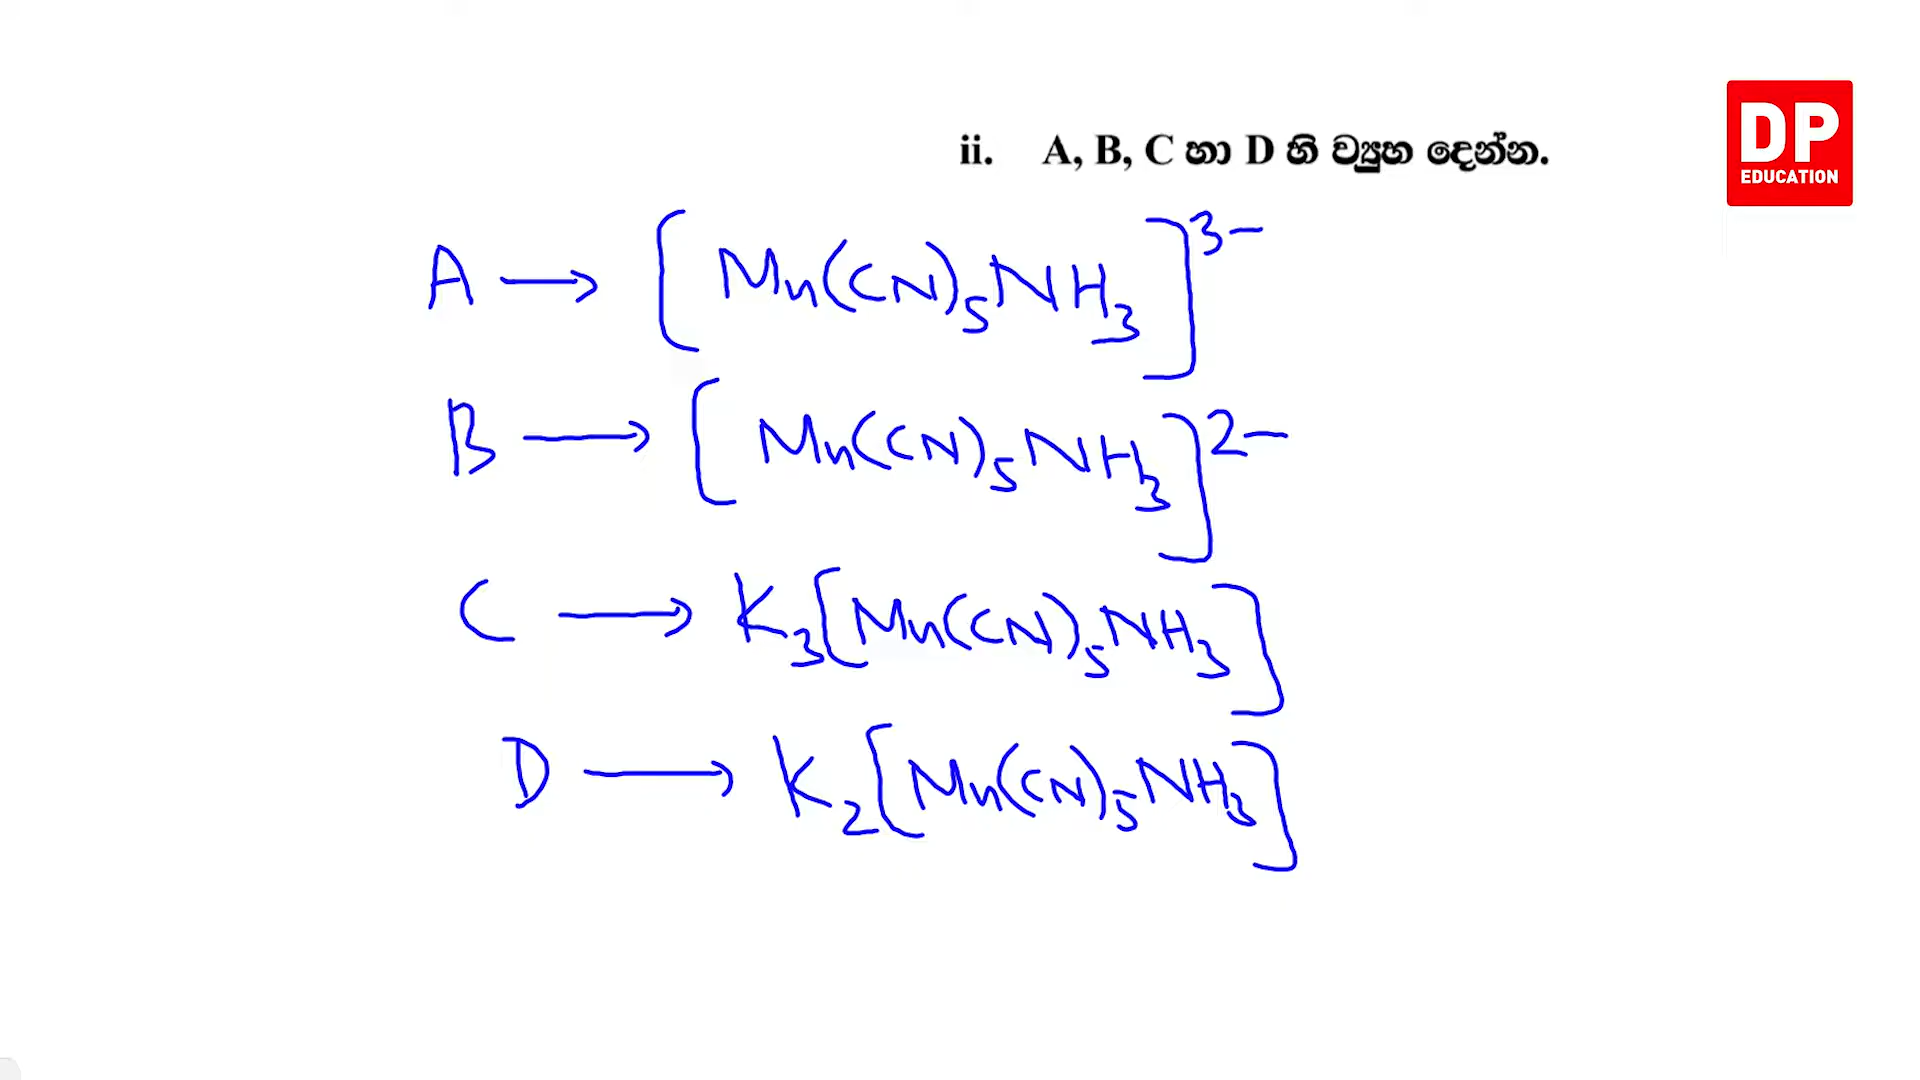 DP
EDUCATION
ii. A, B, C හා D හි ව්‍යුහ දෙන්න.
A → [Mn(CN)₅NH₃]³⁻
B → [Mn(CN)₅NH₃]²⁻
C → K₃[Mn(CN)₅NH₃]
D → K₂[Mn(CN)₅NH₃]